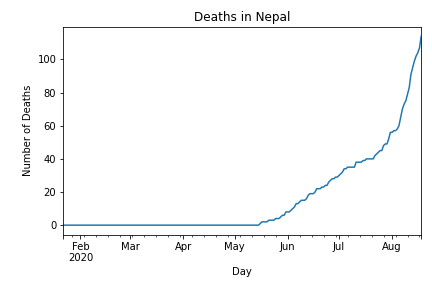 Deaths in Nepal
Number of Deaths
100
80
60
40
20
0
Feb
2020
Mar
Apr
May
Jun
Jul
Aug
Day